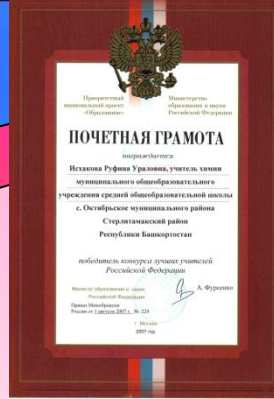 Приоритетный
национальный проект
«Образование»
Министерство
образования и науки
Российской Федерации
ПОЧЕТНАЯ ГРАМОТА
награждается
Исхакова Руфина Ураловна, учитель химии
муниципального общеобразовательного
учреждения средней общеобразовательной школы
с. Октябрьское муниципального района
Стерлитамакский район
Республики Башкортостан
победитель конкурса лучших учителей
Российской Федерации
Министр образования и науки
Российской Федерации
А. Фурсенко
Приказ Минобрнауки
России от 1 августа 2007 г. № 224
г. Москва
2007 год